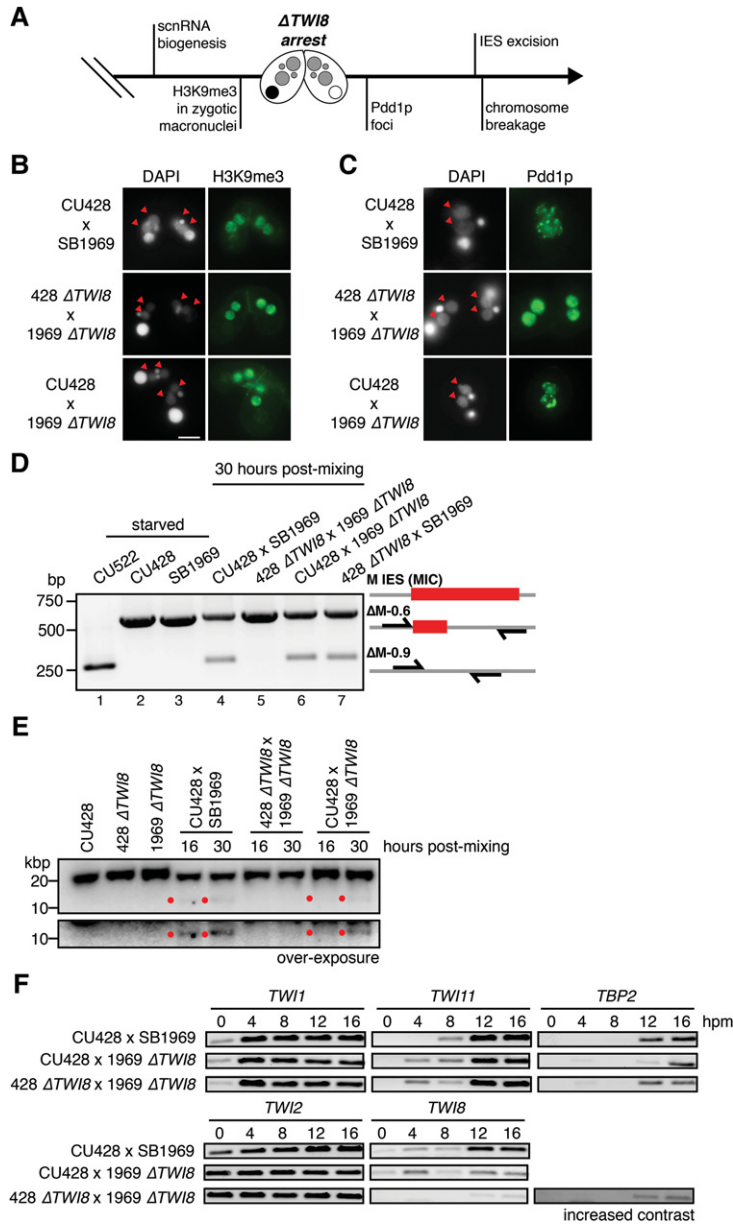 A
scnRNA
biogenesis
ΔTWI8
arrest
IES excision
H3K9me3
in zygotic
macronuclei
Pdd1p
foci
chromosome
breakage
B
DAPI H3K9me3
CU428
x
SB1969
428 ΔTWI8
x
1969 ΔTWI8
CU428
x
1969 ΔTWI8
C
DAPI Pdd1p
CU428
x
SB1969
428 ΔTWI8
x
1969 ΔTWI8
CU428
x
1969 ΔTWI8
D
30 hours post-mixing
starved
CU522
CU428
SB1969
CU428 x SB1969
428 ΔTWI8 x 1969 ΔTWI8
CU428 x 1969 ΔTWI8
428 ΔTWI8 x SB1969
bp
750
500
250
1 2 3 4 5 6 7
M IES (MIC)
ΔM-0.6
ΔM-0.9
E
CU428
428 ΔTWI8
1969 ΔTWI8
CU428 x
SB1969
428 ΔTWI8 x
1969 ΔTWI8
CU428 x
1969 ΔTWI8
16 30 16 30 16 30 hours post-mixing
kbp
20
10
10
over-exposure
F
TWI1 TWI11 TBP2
0 4 8 12 16 0 4 8 12 16 0 4 8 12 16 hpm
CU428 x SB1969
CU428 x 1969 ΔTWI8
428 ΔTWI8 x 1969 ΔTWI8
TWI2 TWI8
0 4 8 12 16 0 4 8 12 16
CU428 x SB1969
CU428 x 1969 ΔTWI8
428 ΔTWI8 x 1969 ΔTWI8
increased contrast